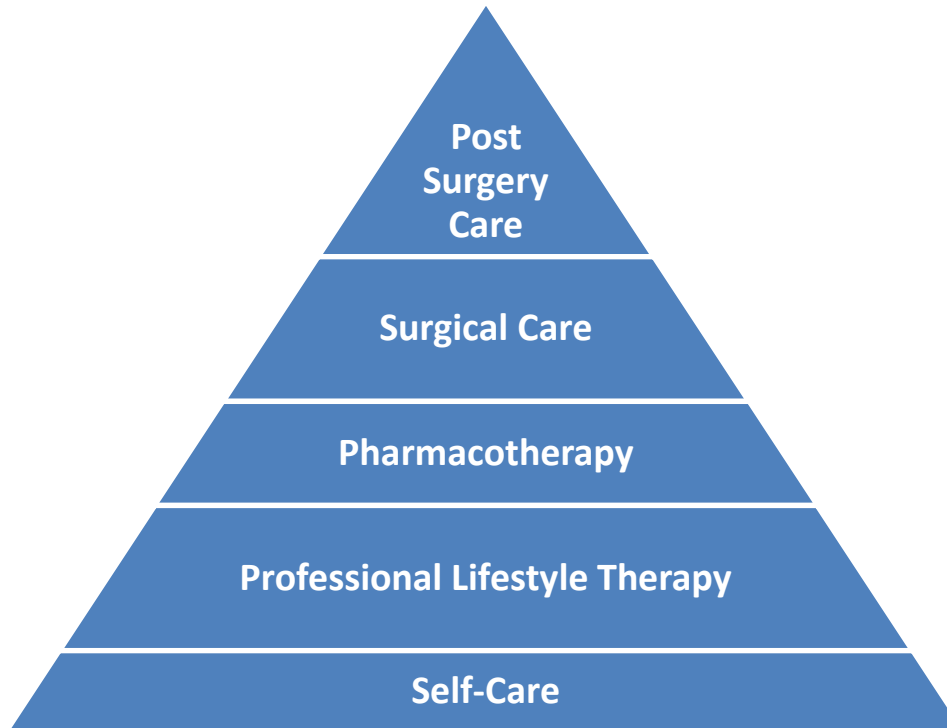 Post
Surgery
Care
Surgical Care
Pharmacotherapy
Professional Lifestyle Therapy
Self-Care